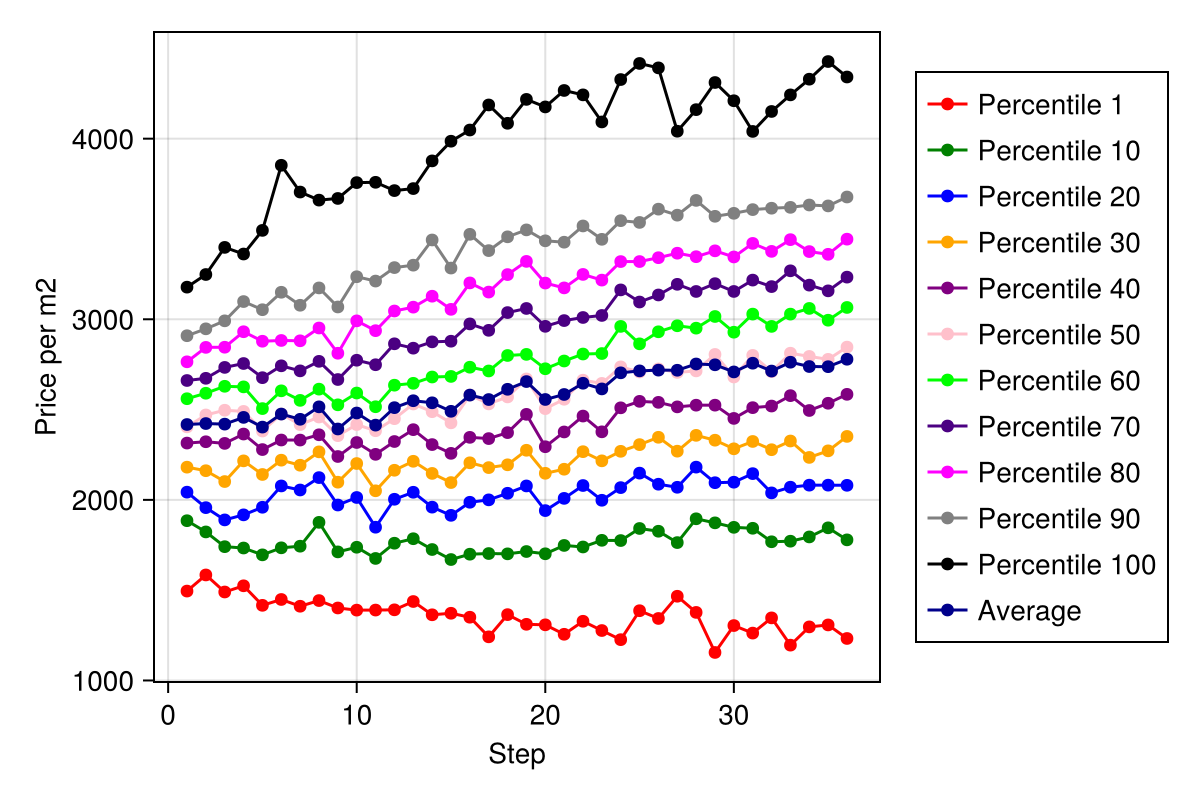 4000
3000
2000
1000
Price per m2
0 10 20 30
Step
Percentile 1
Percentile 10
Percentile 20
Percentile 30
Percentile 40
Percentile 50
Percentile 60
Percentile 70
Percentile 80
Percentile 90
Percentile 100
Average